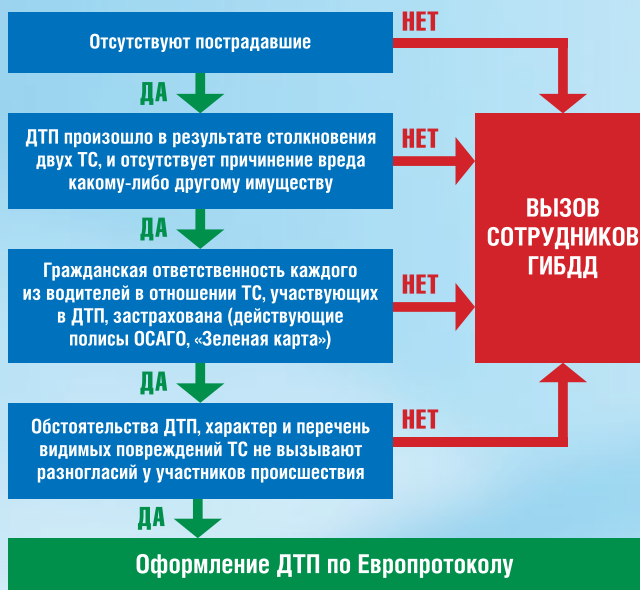 Отсутствуют пострадавшие
НЕТ
ДА
ДТП произошло в результате столкновения
двух ТС, и отсутствует причинение вреда
какому-либо другому имуществу
НЕТ
ВЫЗОВ
СОТРУДНИКОВ
ГИБДД
ДА
Гражданская ответственность каждого
из водителей в отношении ТС, участвующих
в ДТП, застрахована (действующие
полисы ОСАГО, «Зеленая карта»)
НЕТ
ДА
Обстоятельства ДТП, характер и перечень
видимых повреждений ТС не вызывают
разногласий у участников происшествия
НЕТ
ДА
Оформление ДТП по Европротоколу